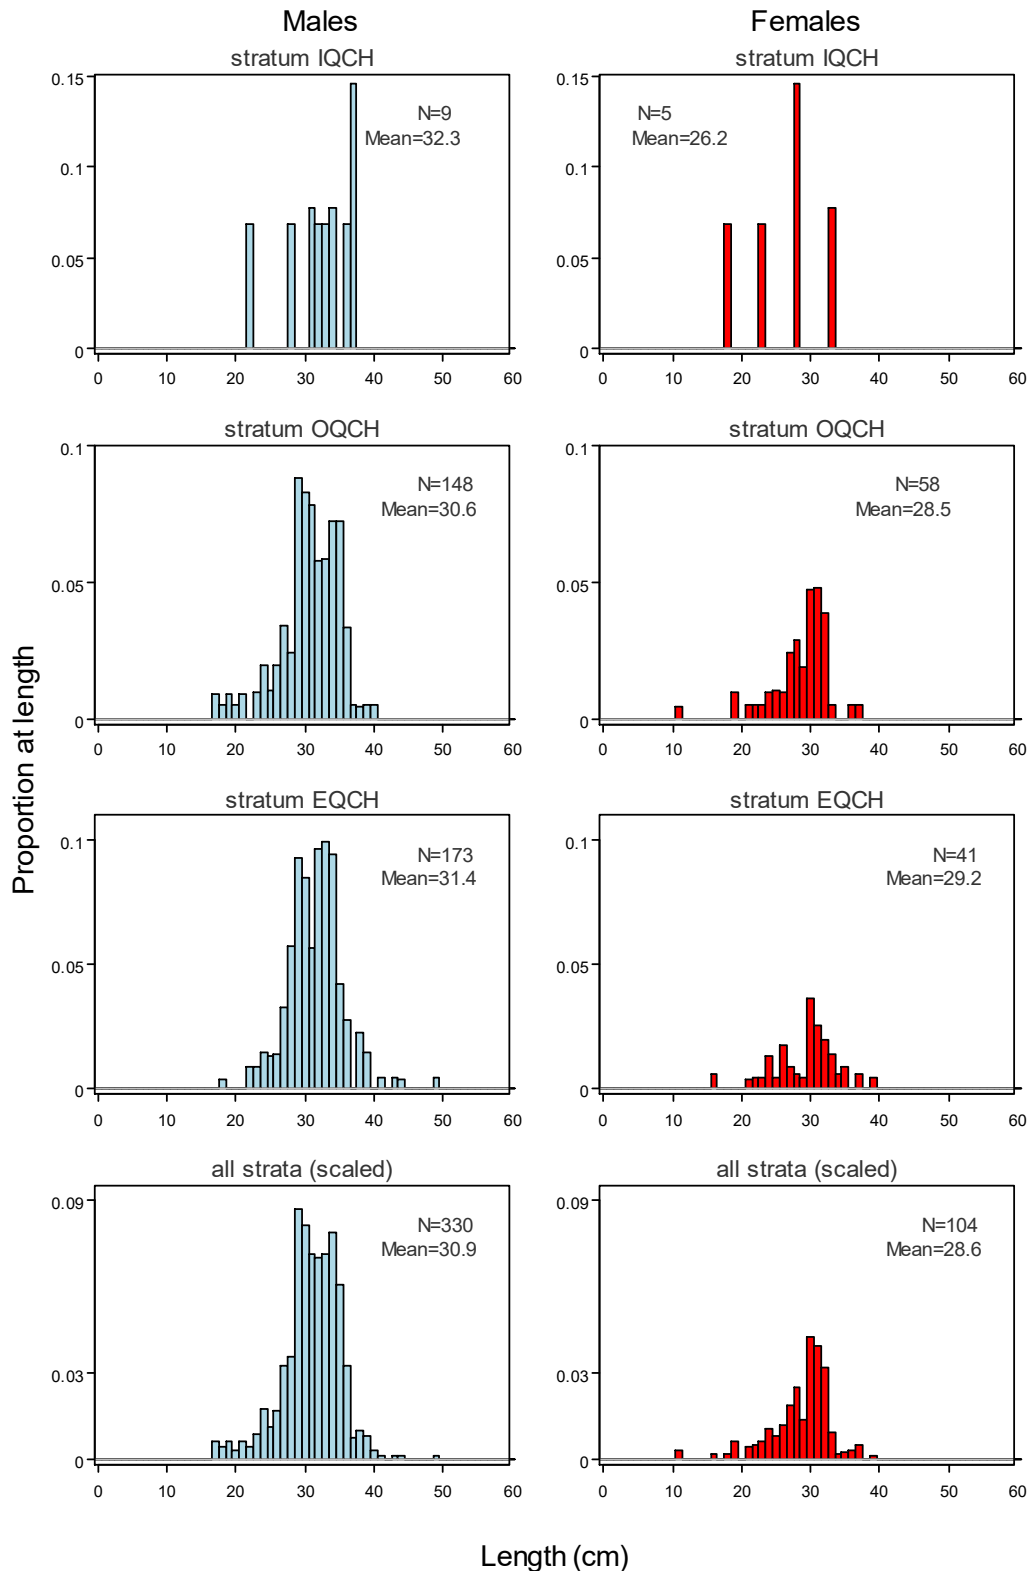 Males
Females
stratum IQCH
stratum IQCH
0.15
0.1
0.05
0
N=9
Mean=32.3
0 10 20 30 40 50 60
0.15
0.1
0.05
0
N=5
Mean=26.2
0 10 20 30 40 50 60
stratum OQCH
stratum OQCH
0.1
0.05
0
N=148
Mean=30.6
0 10 20 30 40 50 60
0.1
0.05
0
N=58
Mean=28.5
0 10 20 30 40 50 60
Proportion at length
stratum EQCH
stratum EQCH
0.1
0.05
0
N=173
Mean=31.4
0 10 20 30 40 50 60
0.1
0.05
0
N=41
Mean=29.2
0 10 20 30 40 50 60
all strata (scaled)
all strata (scaled)
0.09
0.03
0
N=330
Mean=30.9
0 10 20 30 40 50 60
0.09
0.03
0
N=104
Mean=28.6
0 10 20 30 40 50 60
Length (cm)